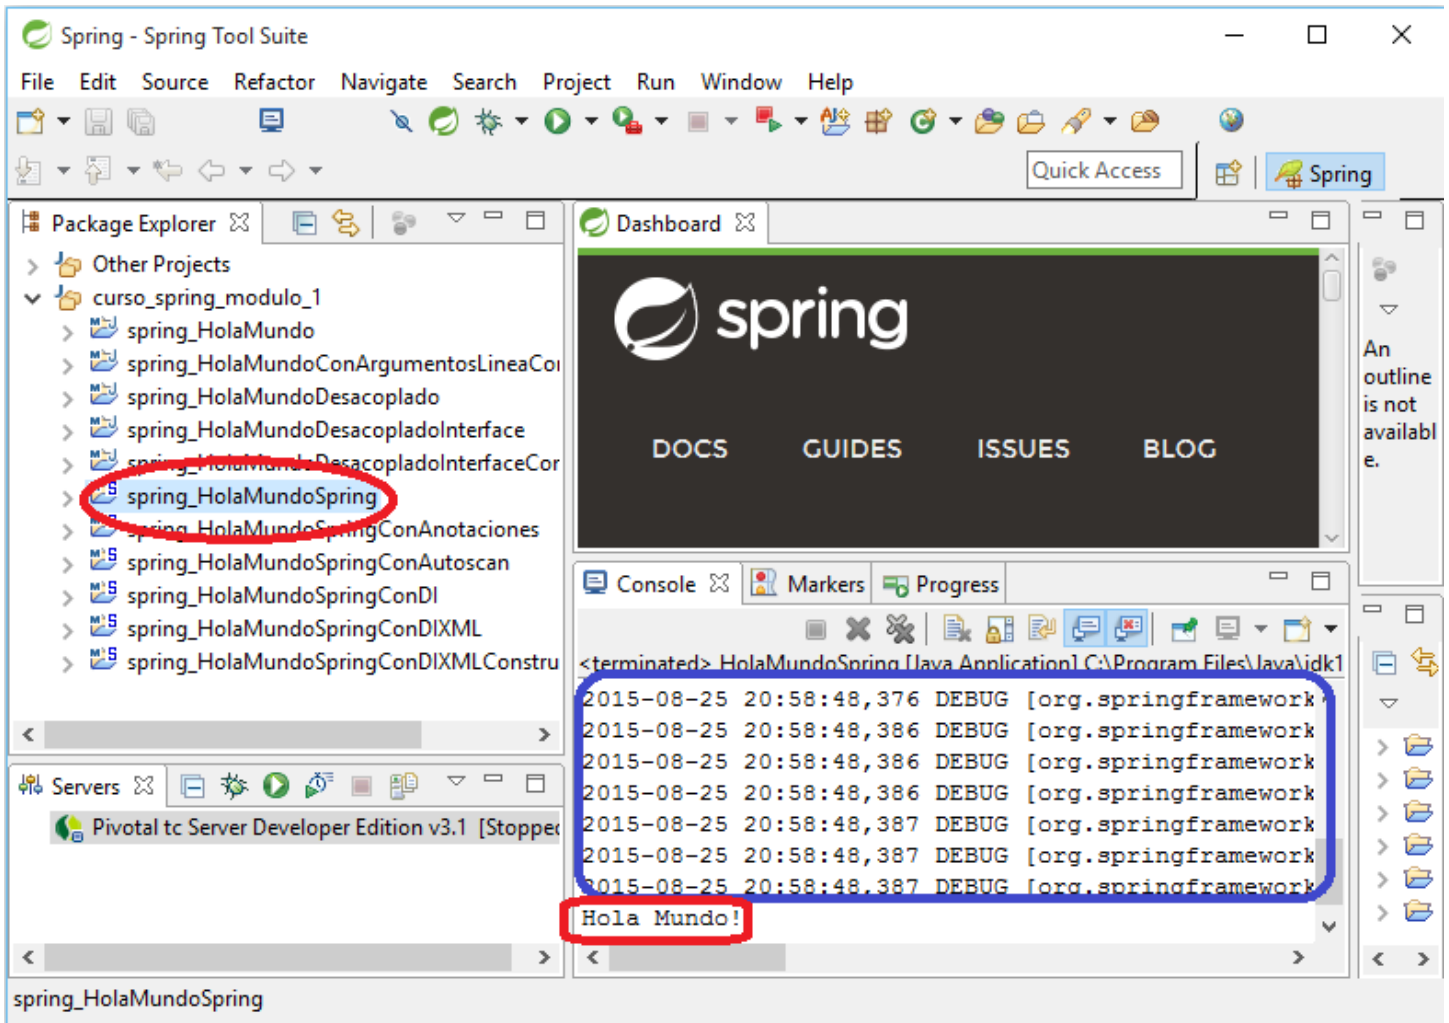 Spring - Spring Tool Suite
File Edit Source Refactor Navigate Search Project Run Window Help
Quick Access
Spring
Package Explorer
Other Projects
curso_spring_modulo_1
spring_HolaMundo
spring_HolaMundoConArgumentosLineaCo
spring_HolaMundoDesacoplado
spring_HolaMundoDesacopladoInterface
spring_HolaMundoDesacopladoInterfaceCor
spring_HolaMundoSpring
spring_HolaMundoSpringConAnotaciones
spring_HolaMundoSpringConAutoscan
spring_HolaMundoSpringConDI
spring_HolaMundoSpringConDIXML
spring_HolaMundoSpringConDIXMLConstru
Servers
Pivotal tc Server Developer Edition v3.1 [Stopped
Dashboard
spring
DOCS GUIDES ISSUES BLOG
Console Markers Progress
<terminated> HolaMundoSpring [Java Application] C:\Program Files\Java\jdk1
2015-08-25 20:58:48,376 DEBUG [org.springframework
2015-08-25 20:58:48,386 DEBUG [org.springframework
2015-08-25 20:58:48,386 DEBUG [org.springframework
2015-08-25 20:58:48,386 DEBUG [org.springframework
2015-08-25 20:58:48,387 DEBUG [org.springframework
2015-08-25 20:58:48,387 DEBUG [org.springframework
2015-08-25 20:58:48,387 DEBUG [org.springframework
Hola Mundo!
An
outline
is not
availabl
e.
spring_HolaMundoSpring